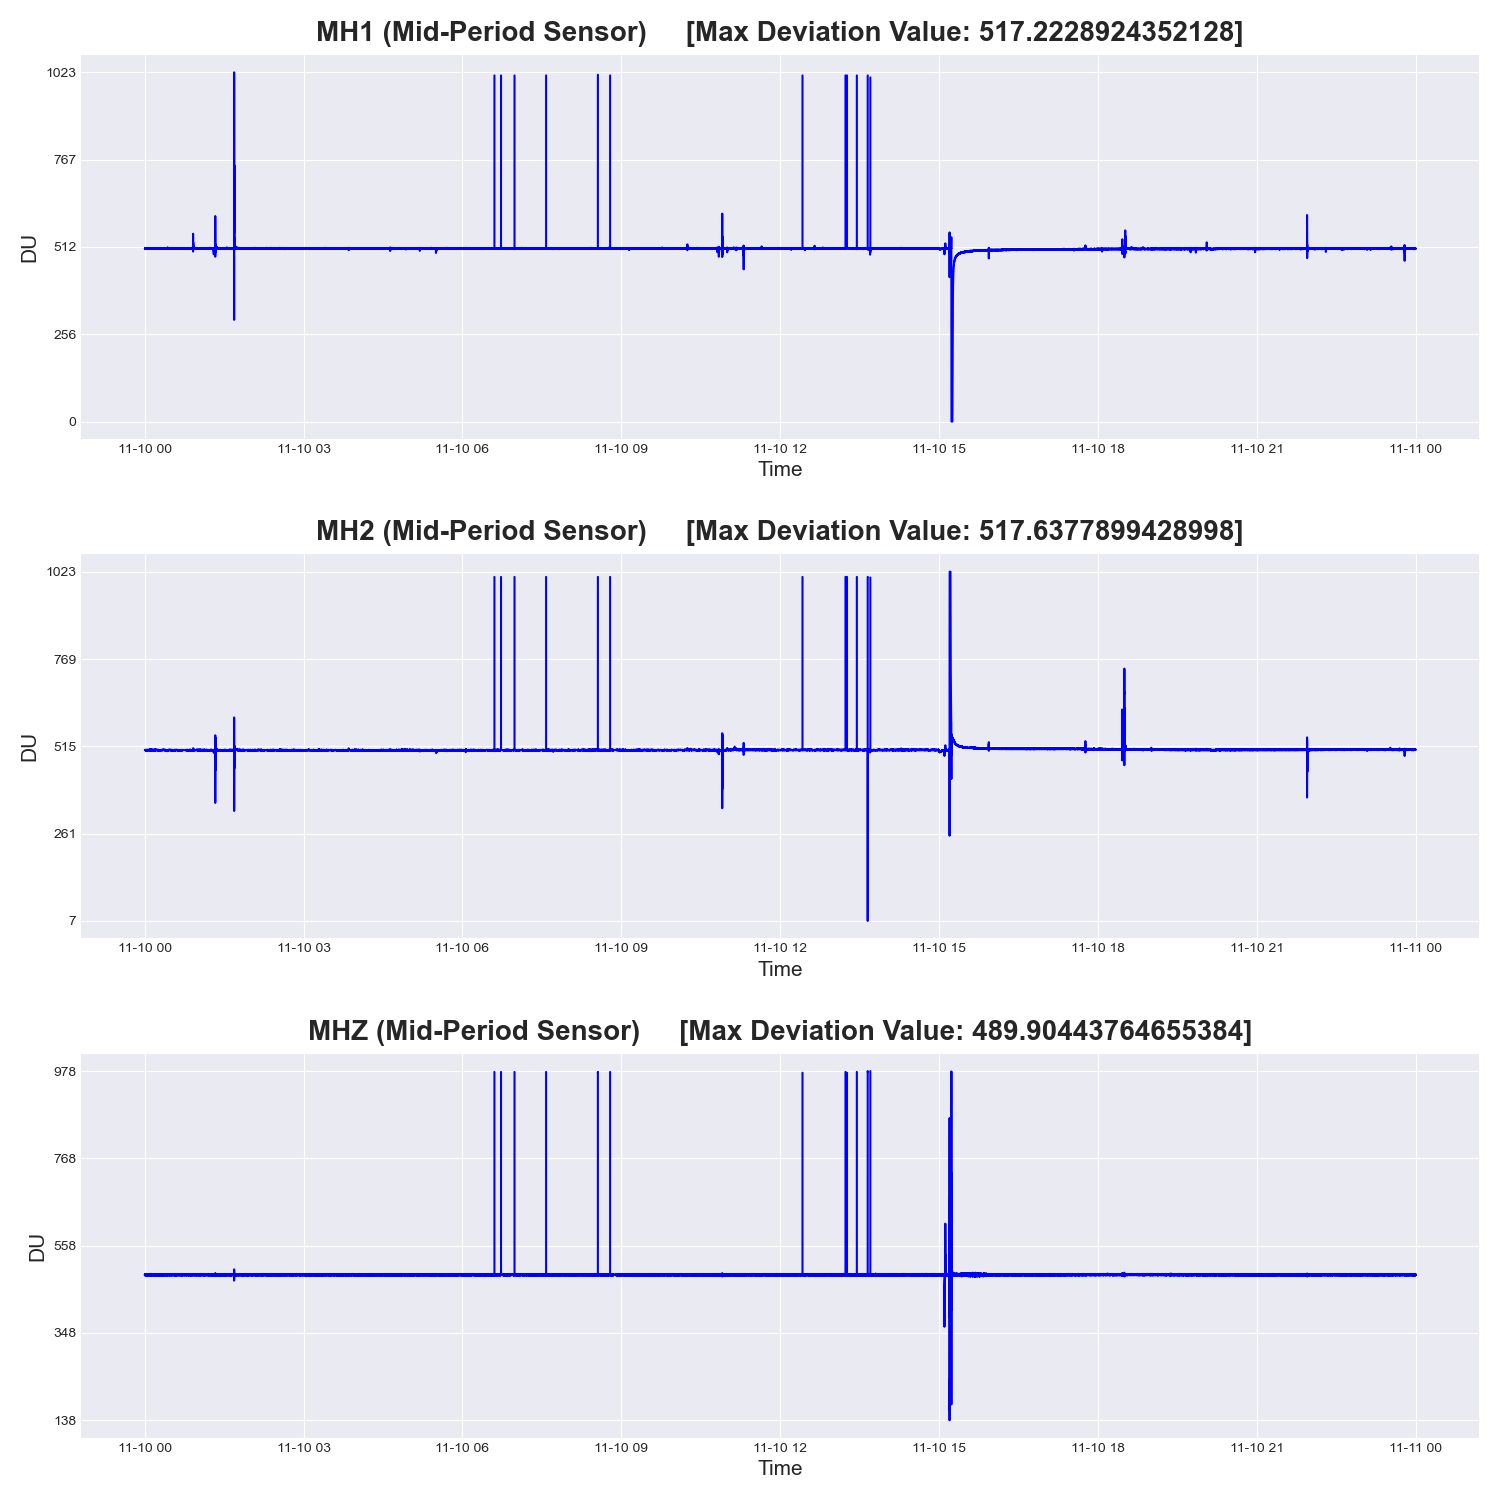 MH1 (Mid-Period Sensor) [Max Deviation Value: 517.2228924352128]
1023
767
512
256
0
DU
11-10 00 11-10 03 11-10 06 11-10 09 11-10 12 11-10 15 11-10 18 11-10 21 11-11 00
Time
MH2 (Mid-Period Sensor) [Max Deviation Value: 517.6377899428998]
1023
769
515
261
7
DU
11-10 00 11-10 03 11-10 06 11-10 09 11-10 12 11-10 15 11-10 18 11-10 21 11-11 00
Time
MHZ (Mid-Period Sensor) [Max Deviation Value: 489.90443764655384]
978
768
558
348
138
DU
11-10 00 11-10 03 11-10 06 11-10 09 11-10 12 11-10 15 11-10 18 11-10 21 11-11 00
Time